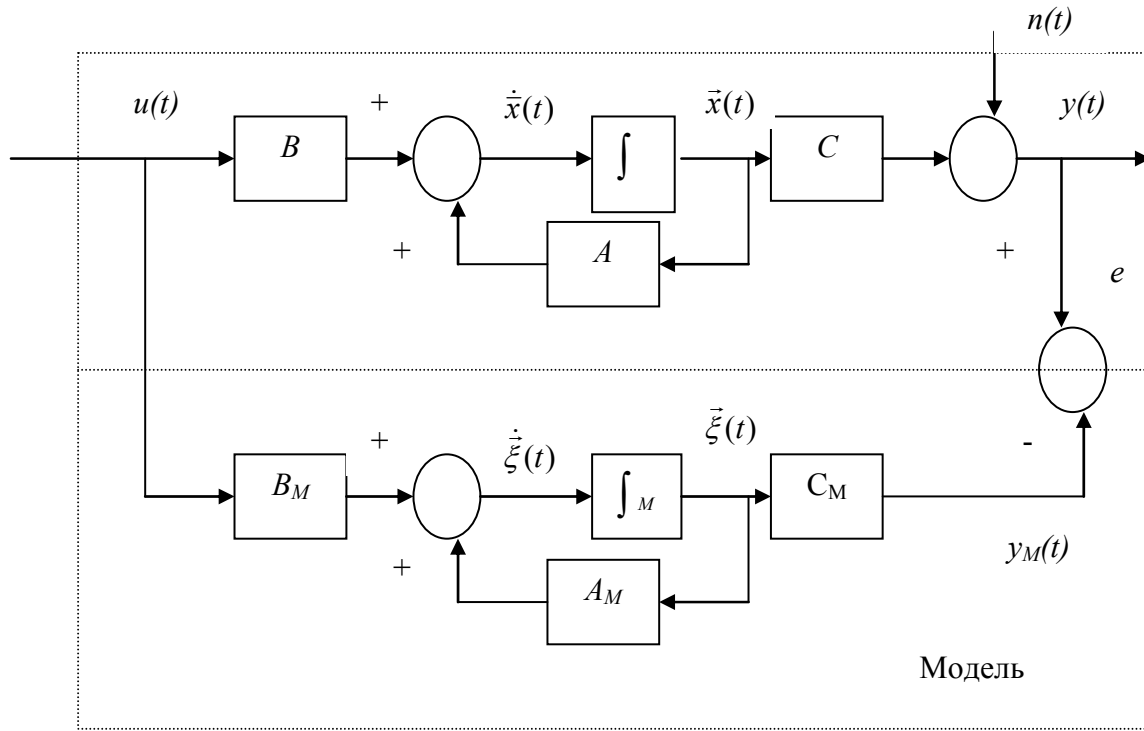 n(t)
u(t) + ẋ(t) x⃗(t) y(t)
B ∫ C
+ A +
e
+ ξ⃗̇(t) ξ⃗(t) -
B_M ∫_M C_M
+ A_M y_M(t)
Модель